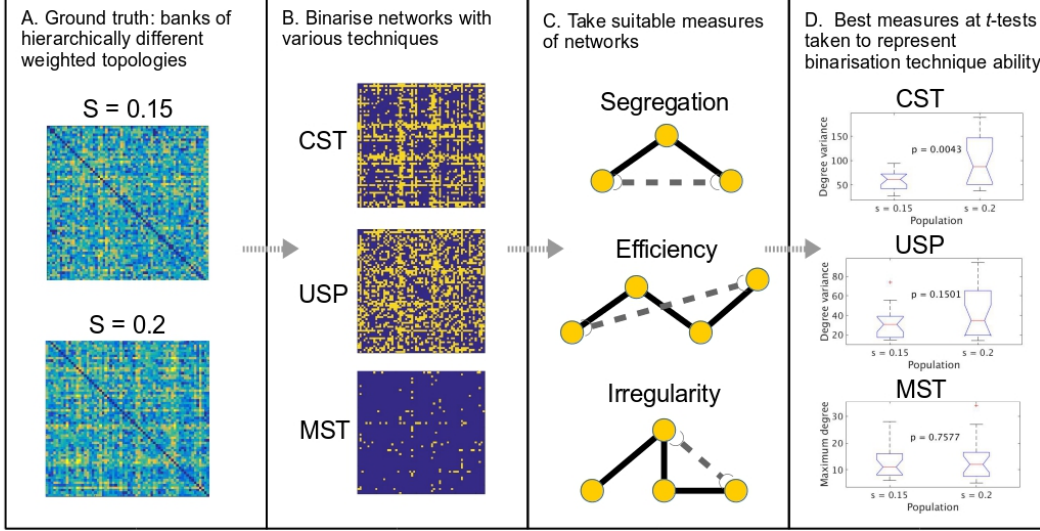 A. Ground truth: banks of
hierarchically different
weighted topologies
S = 0.15
S = 0.2
B. Binarise networks with
various techniques
CST
USP
MST
C. Take suitable measures
of networks
Segregation
Efficiency
Irregularity
D. Best measures at t-tests
taken to represent
binarisation technique ability
CST
Degree variance
150
100
50
p = 0.0043
s = 0.15 s = 0.2
Population
USP
Degree variance
80
60
40
20
p = 0.1501
s = 0.15 s = 0.2
Population
MST
Maximum degree
30
20
10
p = 0.7577
s = 0.15 s = 0.2
Population